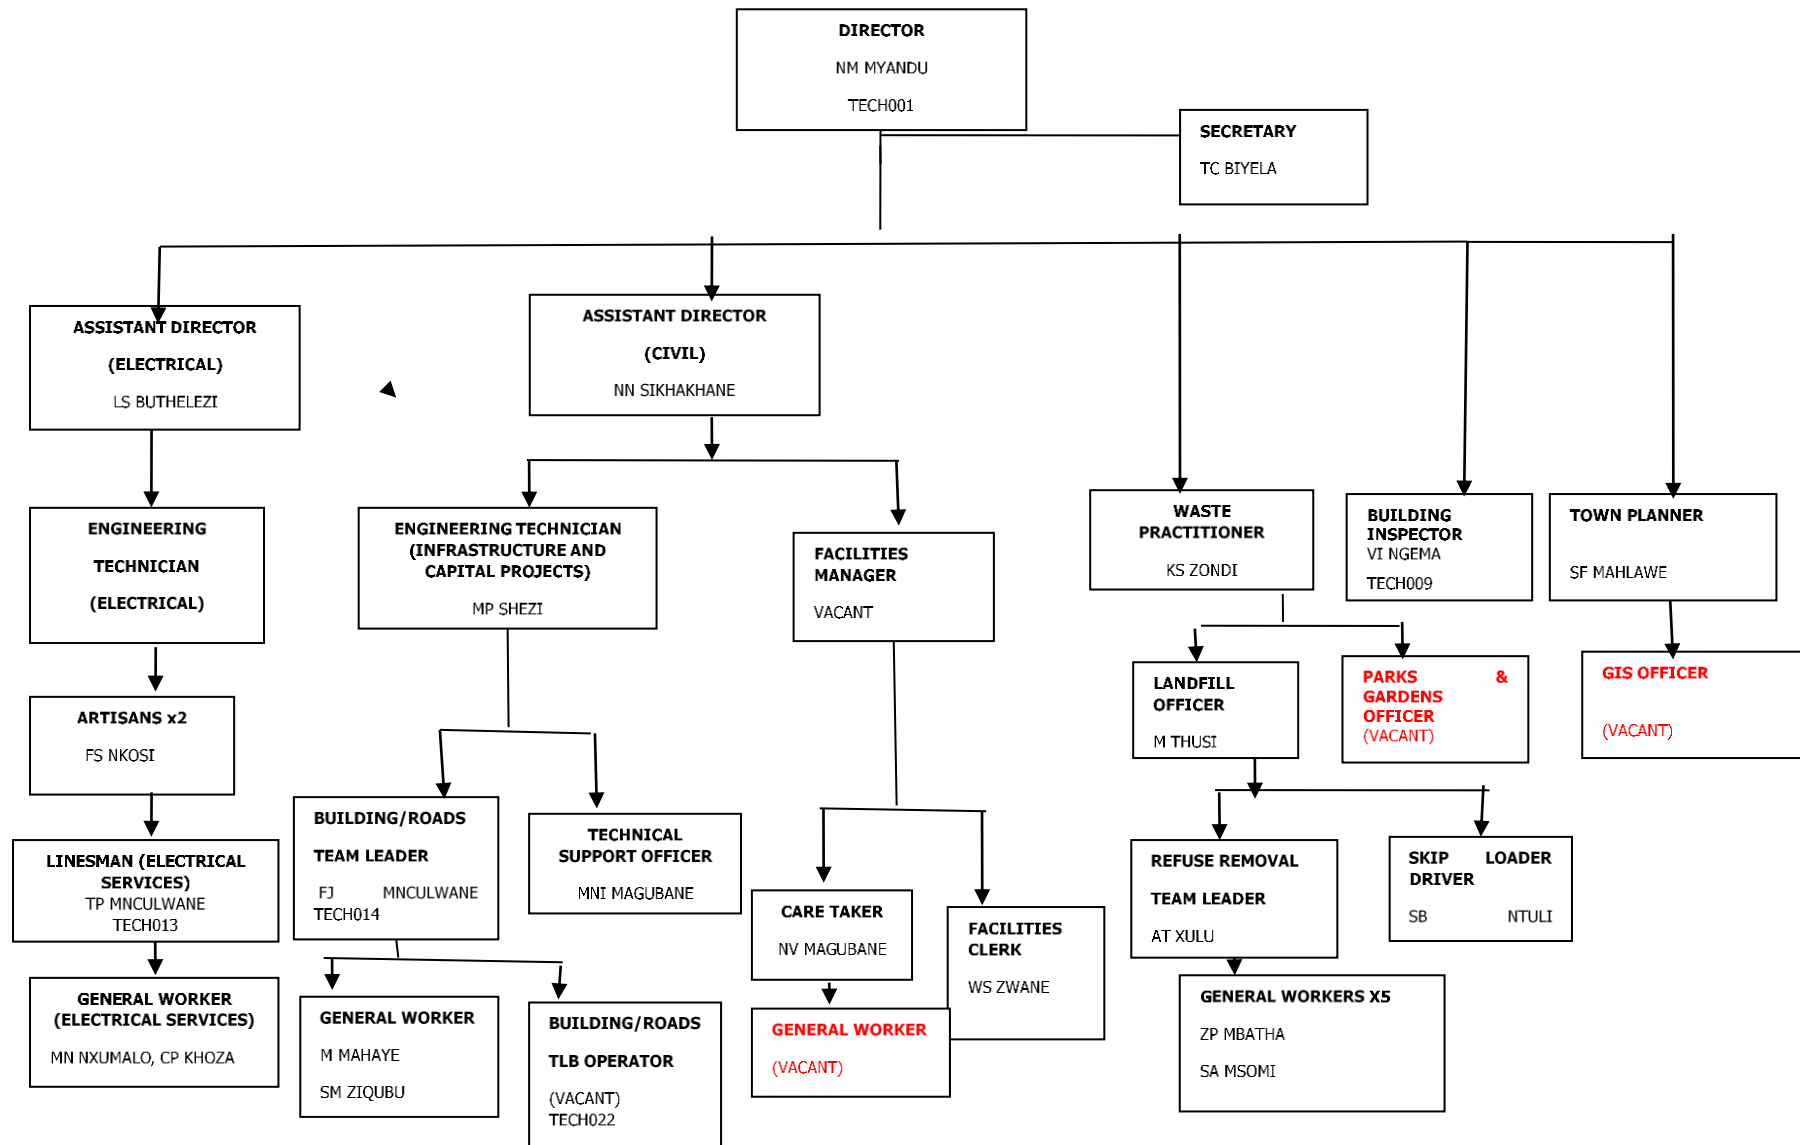 DIRECTOR
NM MYANDU
TECH001
SECRETARY
TC BIYELA
ASSISTANT DIRECTOR
(ELECTRICAL)
LS BUTHELEZI
ASSISTANT DIRECTOR
(CIVIL)
NN SIKHAKHANE
ENGINEERING
TECHNICIAN
(ELECTRICAL)
ENGINEERING TECHNICIAN
(INFRASTRUCTURE AND
CAPITAL PROJECTS)
MP SHEZI
FACILITIES
MANAGER
VACANT
WASTE
PRACTITIONER
KS ZONDI
BUILDING
INSPECTOR
VI NGEMA
TECH009
TOWN PLANNER
SF MAHLAWE
ARTISANS x2
FS NKOSI
LANDFILL
OFFICER
M THUSI
PARKS &
GARDENS
OFFICER
(VACANT)
GIS OFFICER
(VACANT)
LINESMAN (ELECTRICAL
SERVICES)
TP MNCULWANE
TECH013
BUILDING/ROADS
TEAM LEADER
FJ MNCULWANE
TECH014
TECHNICAL
SUPPORT OFFICER
MNI MAGUBANE
CARE TAKER
NV MAGUBANE
FACILITIES
CLERK
WS ZWANE
REFUSE REMOVAL
TEAM LEADER
AT XULU
SKIP LOADER
DRIVER
SB NTULI
GENERAL WORKER
(ELECTRICAL SERVICES)
MN NXUMALO, CP KHOZA
GENERAL WORKER
M MAHAYE
SM ZIQUBU
BUILDING/ROADS
TLB OPERATOR
(VACANT)
TECH022
GENERAL WORKER
(VACANT)
GENERAL WORKERS X5
ZP MBATHA
SA MSOMI